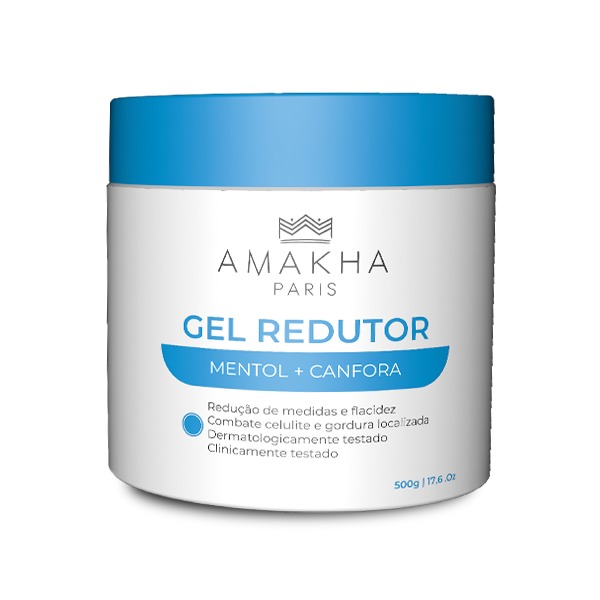 AMAKHA
PARIS
GEL REDUTOR
MENTOL + CANFORA
Redução de medidas e flacidez
Combate celulite e gordura localizada
Dermatologicamente testado
Clinicamente testado
500g | 17,6 .Oz